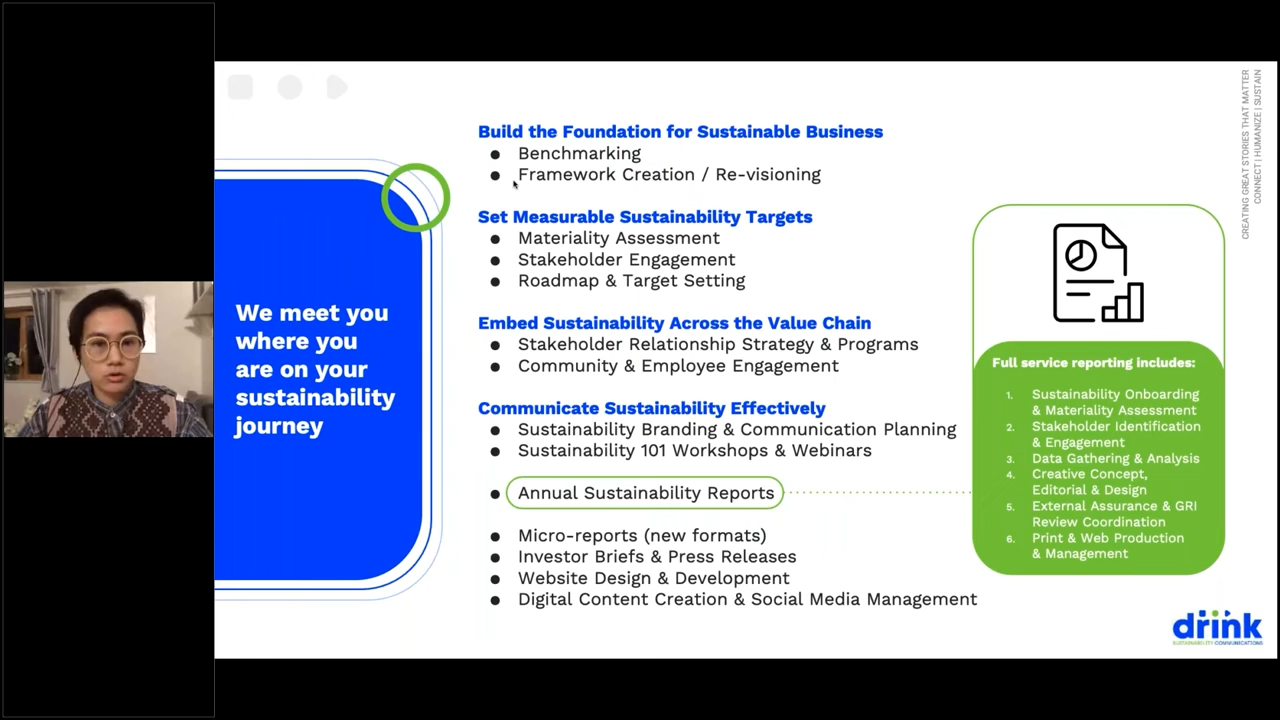 We meet you
where you
are on your
sustainability
journey
Build the Foundation for Sustainable Business
Benchmarking
Framework Creation / Re-visioning
Set Measurable Sustainability Targets
Materiality Assessment
Stakeholder Engagement
Roadmap & Target Setting
Embed Sustainability Across the Value Chain
Stakeholder Relationship Strategy & Programs
Community & Employee Engagement
Communicate Sustainability Effectively
Sustainability Branding & Communication Planning
Sustainability 101 Workshops & Webinars
Annual Sustainability Reports
Micro-reports (new formats)
Investor Briefs & Press Releases
Website Design & Development
Digital Content Creation & Social Media Management
Full service reporting includes:
1. Sustainability Onboarding
& Materiality Assessment
2. Stakeholder Identification
& Engagement
3. Data Gathering & Analysis
4. Creative Concept,
Editorial & Design
5. External Assurance & GRI
Review Coordination
6. Print & Web Production
& Management
CREATING GREAT STORIES THAT MATTER
CONNECT | HUMANIZE | SUSTAIN
drink
SUSTAINABILITY COMMUNICATIONS